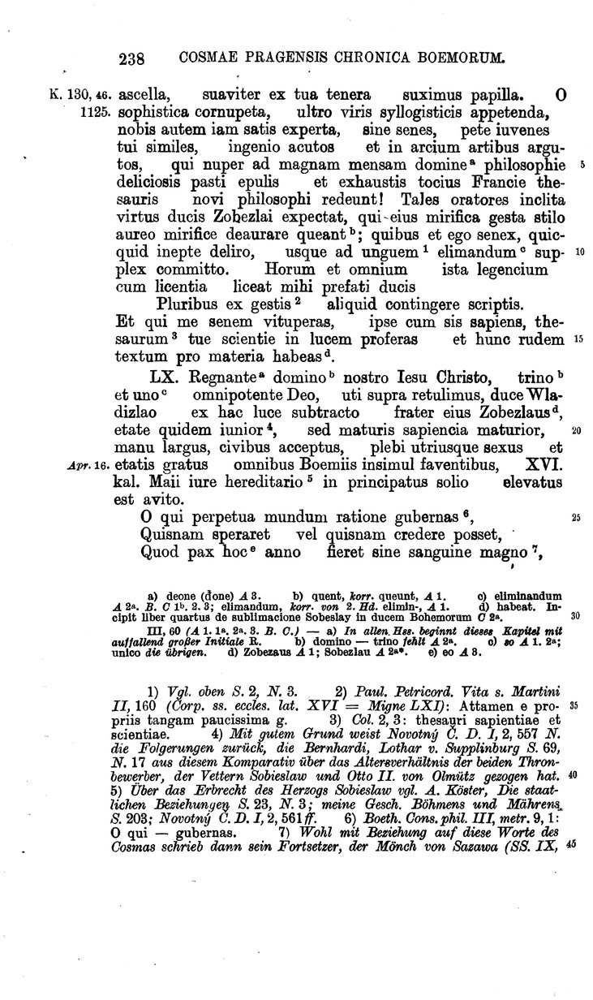 238 COSMAE PRAGENSIS CHRONICA BOEMORUM.
K. 130, 46. ascella, suaviter ex tua tenera suximus papilla. O
1125. sophistica cornupeta, ultro viris syllogisticis appetenda,
nobis autem iam satis experta, sine senes, pete iuvenes
tui similes, ingenio acutos et in arcium artibus argu-
tos, qui nuper ad magnam mensam domine a philosophie 5
deliciosis pasti epulis et exhaustis tocius Francie the-
sauris novi philosophi redeunt! Tales oratores inclita
virtus ducis Zobezlai expectat, qui eius mirifica gesta stilo
aureo mirifice deaurare queant b; quibus et ego senex, quic-
quid inepte deliro, usque ad unguem 1 elimandum c sup- 10
plex committo. Horum et omnium ista legencium
cum licentia liceat mihi prefati ducis
Pluribus ex gestis 2 aliquid contingere scriptis.
Et qui me senem vituperas, ipse cum sis sapiens, the-
saurum 3 tue scientie in lucem proferas et hunc rudem 15
textum pro materia habeas d.
LX. Regnante a domino b nostro Iesu Christo, trino b
et uno c omnipotente Deo, uti supra retulimus, duce Wla-
dizlao ex hac luce subtracto frater eius Zobezlaus d,
etate quidem iunior 4, sed maturis sapiencia maturior, 20
manu largus, civibus acceptus, plebi utriusque sexus et
Apr. 16. etatis gratus omnibus Boemiis insimul faventibus, XVI.
kal. Maii iure hereditario 5 in principatus solio elevatus
est avito.
O qui perpetua mundum ratione gubernas 6, 25
Quisnam speraret vel quisnam credere posset,
Quod pax hoc e anno fieret sine sanguine magno 7,
a) deone (done) A 3. b) quent, korr. queunt, A 1. c) eliminandum
A 2a. B. C 1b. 2. 3; elimandum, korr. von 2. Hd. elimin-, A 1. d) habeat. In-
cipit liber quartus de sublimacione Sobeslay in ducem Bohemorum C 2a. 30
III, 60 (A 1. 1a. 2a. 3. B. C.) — a) In allen Hss. beginnt dieses Kapitel mit
auffallend großer Initiale R. b) domino — trino fehlt A 2a. c) so A 1. 2a;
unico die übrigen. d) Zobezaus A 1; Sobezlau A 2a*. e) eo A 3.
1) Vgl. oben S. 2, N. 3. 2) Paul. Petricord. Vita s. Martini
II, 160 (Corp. ss. eccles. lat. XVI = Migne LXI): Attamen e pro- 35
priis tangam paucissima g. 3) Col. 2, 3: thesauri sapientiae et
scientiae. 4) Mit gutem Grund weist Novotný Č. D. I, 2, 557 N.
die Folgerungen zurück, die Bernhardi, Lothar v. Supplinburg S. 69,
N. 17 aus diesem Komparativ über das Altersverhältnis der beiden Thron-
bewerber, der Vettern Sobieslaw und Otto II. von Olmütz gezogen hat. 40
5) Über das Erbrecht des Herzogs Sobieslaw vgl. A. Köster, Die staat-
lichen Beziehungen S. 23, N. 3; meine Gesch. Böhmens und Mährens
S. 203; Novotný Č. D. I, 2, 561 ff. 6) Boeth. Cons. phil. III, metr. 9, 1:
O qui — gubernas. 7) Wohl mit Beziehung auf diese Worte des
Cosmas schrieb dann sein Fortsetzer, der Mönch von Sazawa (SS. IX, 45